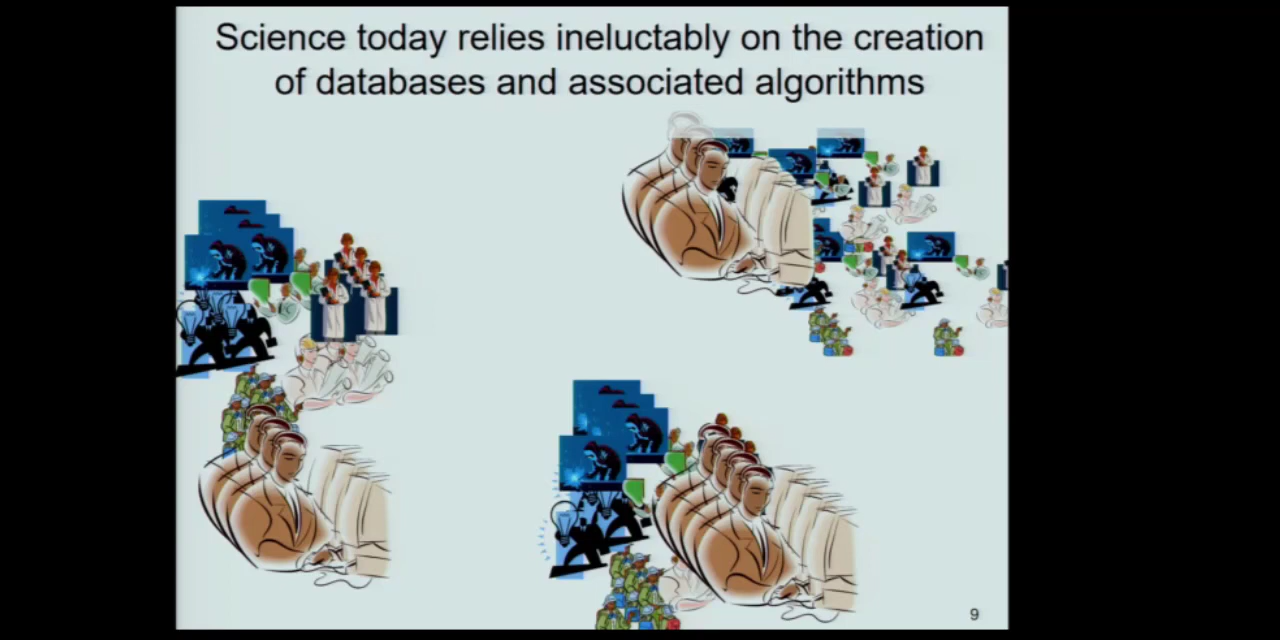 Science today relies ineluctably on the creation
of databases and associated algorithms
9